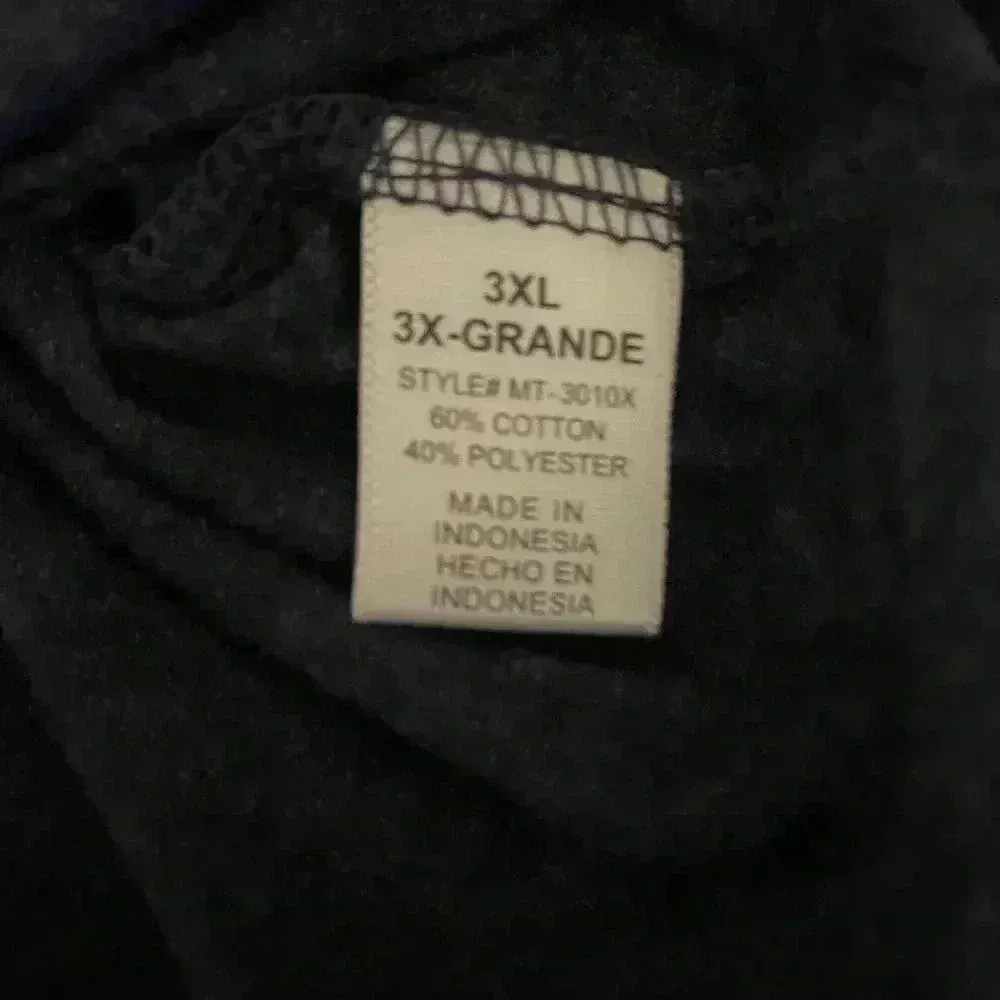 3XL
3X-GRANDE
STYLE# MT-3010X
60% COTTON
40% POLYESTER
MADE IN
INDONESIA
HECHO EN
INDONESIA